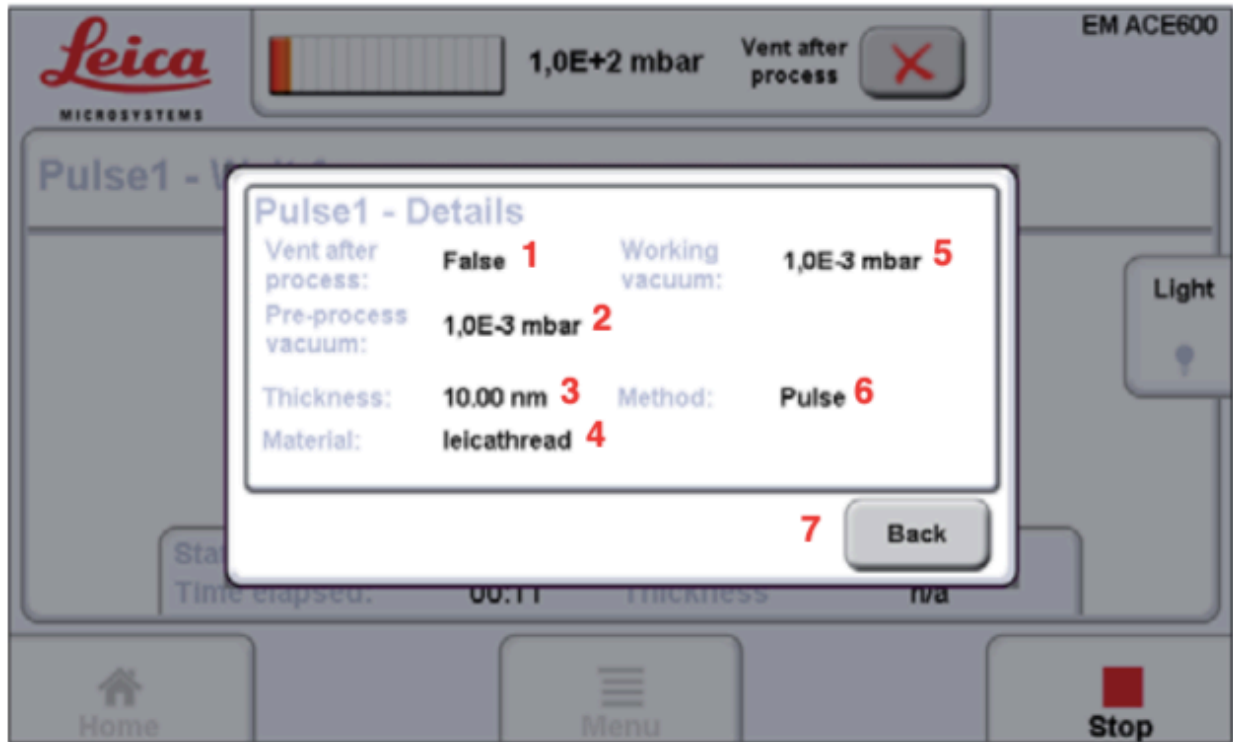 Leica
MICROSYSTEMS
1,0E+2 mbar
Vent after
process
EM ACE600
Pulse1 -
Pulse1 - Details
Vent after
process:
False 1
Working
vacuum:
1,0E-3 mbar 5
Pre-process
vacuum:
1,0E-3 mbar 2
Thickness: 10.00 nm 3 Method: Pulse 6
Material: leicathread 4
7 Back
Light
Time elapsed: 00:11 Thickness n/a
Home Menu Stop